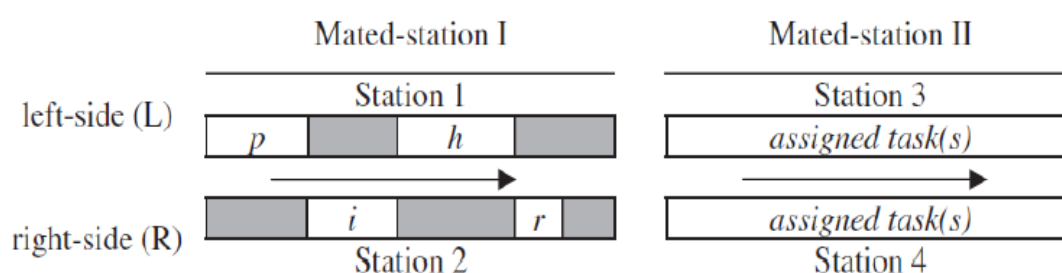 Mated-station I Mated-station II
Station 1 Station 3
left-side (L) p h assigned task(s)
right-side (R) i r assigned task(s)
Station 2 Station 4